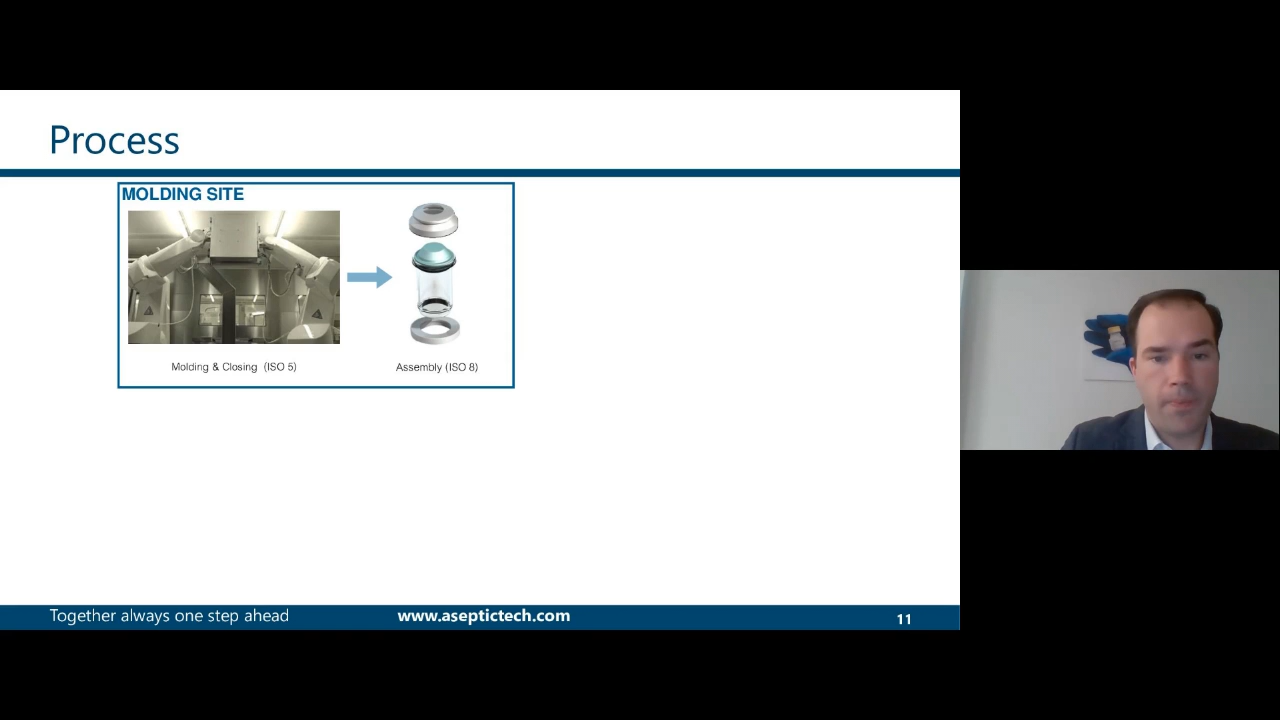 Process
MOLDING SITE
Molding & Closing (ISO 5)
Assembly (ISO 8)
Together always one step ahead
www.aseptictech.com
11